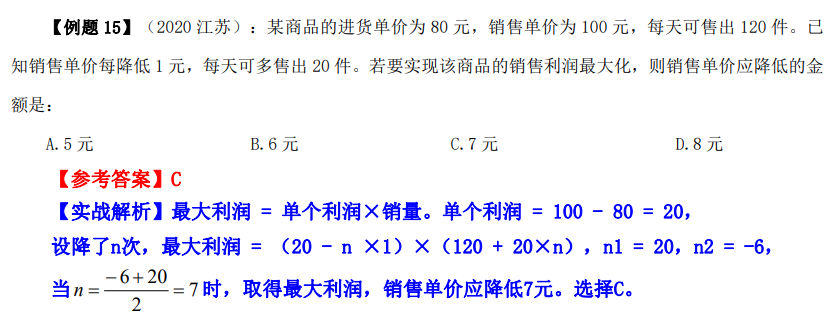 【例题 15】（2020 江苏）：某商品的进货单价为 80 元，销售单价为 100 元，每天可售出 120 件。已
知销售单价每降低 1 元，每天可多售出 20 件。若要实现该商品的销售利润最大化，则销售单价应降低的金
额是：
A.5 元 B.6 元 C.7 元 D.8 元
【参考答案】C
【实战解析】最大利润 = 单个利润×销量。单个利润 = 100 - 80 = 20，
设降了n次，最大利润 = （20 - n ×1）×（120 + 20×n），n1 = 20，n2 = -6，
当 n = (-6+20)/2 = 7 时，取得最大利润，销售单价应降低7元。选择C。